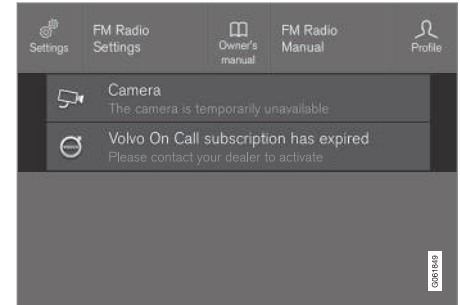 Settings
FM Radio
Settings
Owner's
manual
FM Radio
Manual
Profile
Camera
The camera is temporarily unavailable
Volvo On Call subscription has expired
Please contact your dealer to activate
G061849